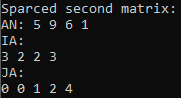 Sparced second matrix:
AN: 5 9 6 1
IA:
3 2 2 3
JA:
0 0 1 2 4